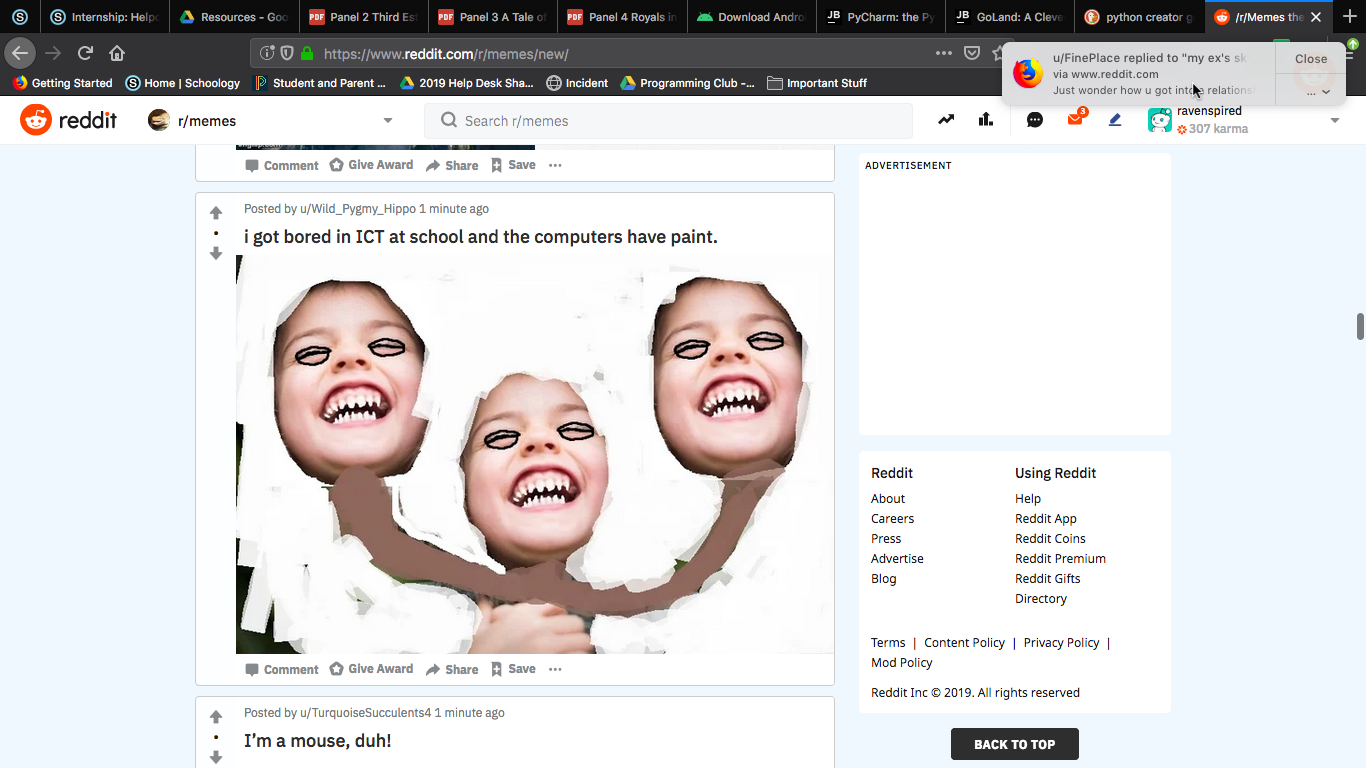 Internship: Help
Resources - Goo
Panel 2 Third Est
Panel 3 A Tale of
Panel 4 Royals in
Download Andro
PyCharm: the Py
GoLand: A Cleve
python creator g
/r/Memes the
https://www.reddit.com/r/memes/new/
u/FinePlace replied to "my ex's sk
via www.reddit.com
Just wonder how u got into relations
Close
Getting Started
Home | Schoology
Student and Parent ...
2019 Help Desk Sha...
Incident
Programming Club -...
Important Stuff
reddit
r/memes
Search r/memes
3
ravenspired
307 karma
Comment Give Award Share Save
ADVERTISEMENT
Posted by u/Wild_Pygmy_Hippo 1 minute ago
i got bored in ICT at school and the computers have paint.
Reddit
About
Careers
Press
Advertise
Blog
Using Reddit
Help
Reddit App
Reddit Coins
Reddit Premium
Reddit Gifts
Directory
Terms | Content Policy | Privacy Policy |
Mod Policy
Reddit Inc © 2019. All rights reserved
Comment Give Award Share Save
Posted by u/TurquoiseSucculents4 1 minute ago
I'm a mouse, duh!
BACK TO TOP